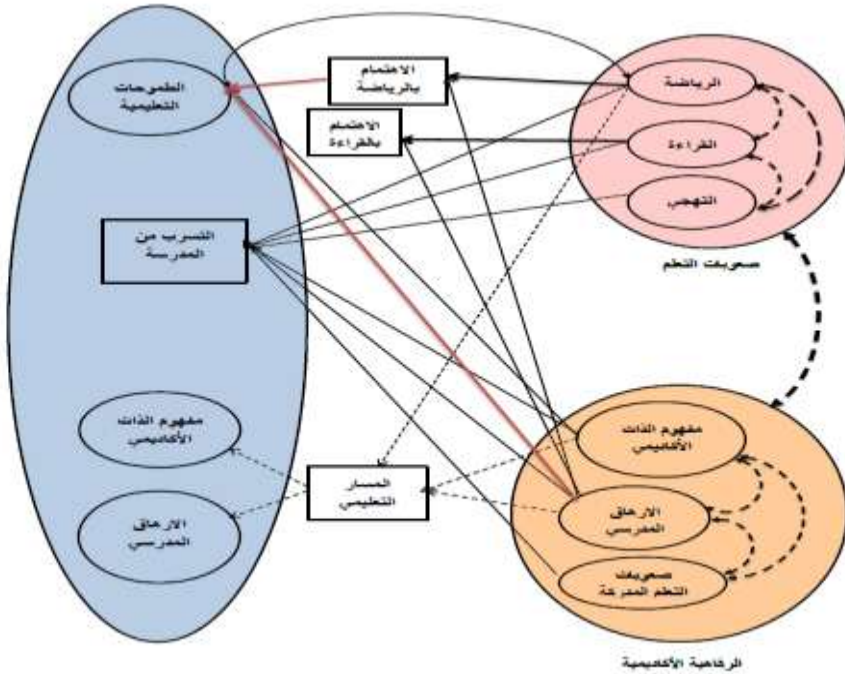 الرياضة
القراءة
التهجي
صعوبات التعلم
الاهتمام
بالرياضة
الاهتمام
بالقراءة
الطموحات
التعليمية
التسرب من
المدرسة
مفهوم الذات
الأكاديمي
الارهاق
المدرسي
المسار
التعليمي
مفهوم الذات
الأكاديمي
الارهاق
المدرسي
صعوبات
التعلم المدركة
الرفاهية الأكاديمية